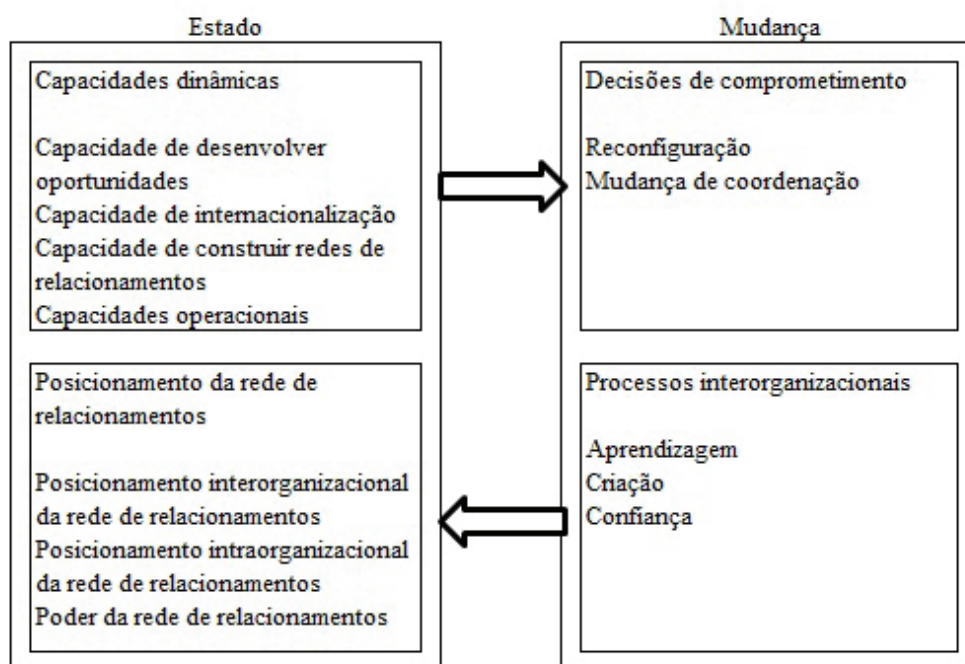 Estado
Capacidades dinâmicas
Capacidade de desenvolver
oportunidades
Capacidade de internacionalização
Capacidade de construir redes de
relacionamentos
Capacidades operacionais
Posicionamento da rede de
relacionamentos
Posicionamento interorganizacional
da rede de relacionamentos
Posicionamento intraorganizacional
da rede de relacionamentos
Poder da rede de relacionamentos
Mudança
Decisões de comprometimento
Reconfiguração
Mudança de coordenação
Processos interorganizacionais
Aprendizagem
Criação
Confiança